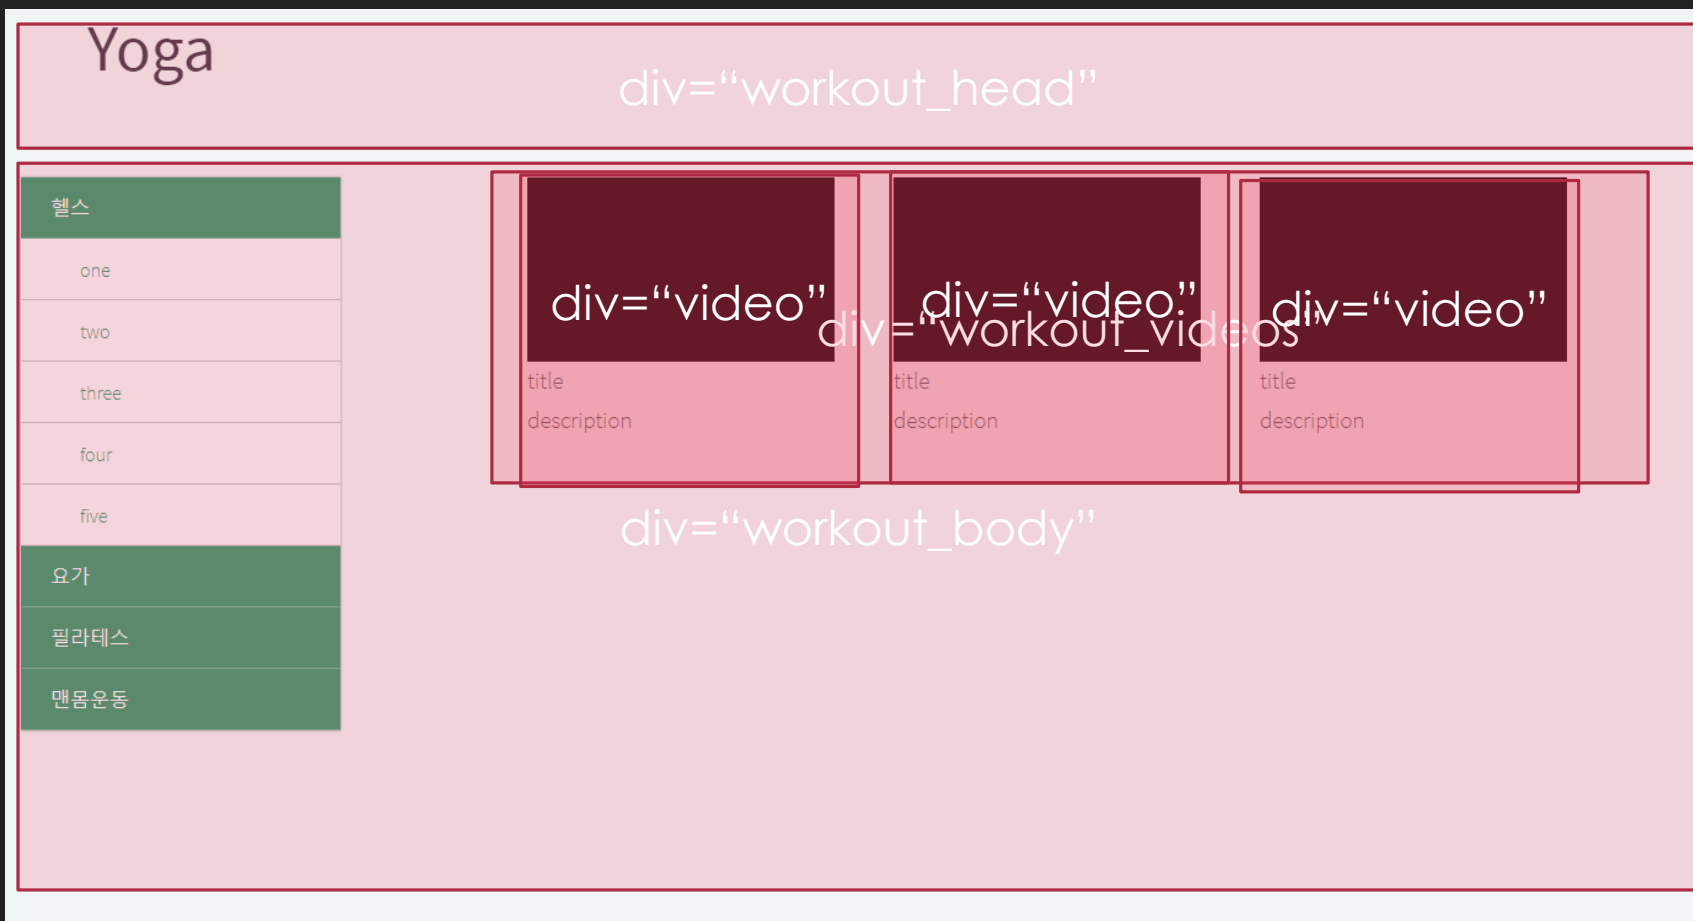 Yoga
div=“workout_head”
헬스
one
two
three
four
five
요가
필라테스
맨몸운동
div=“video”
div=“video”
div=“video”
div=“workout_videos”
title
description
title
description
title
description
div=“workout_body”